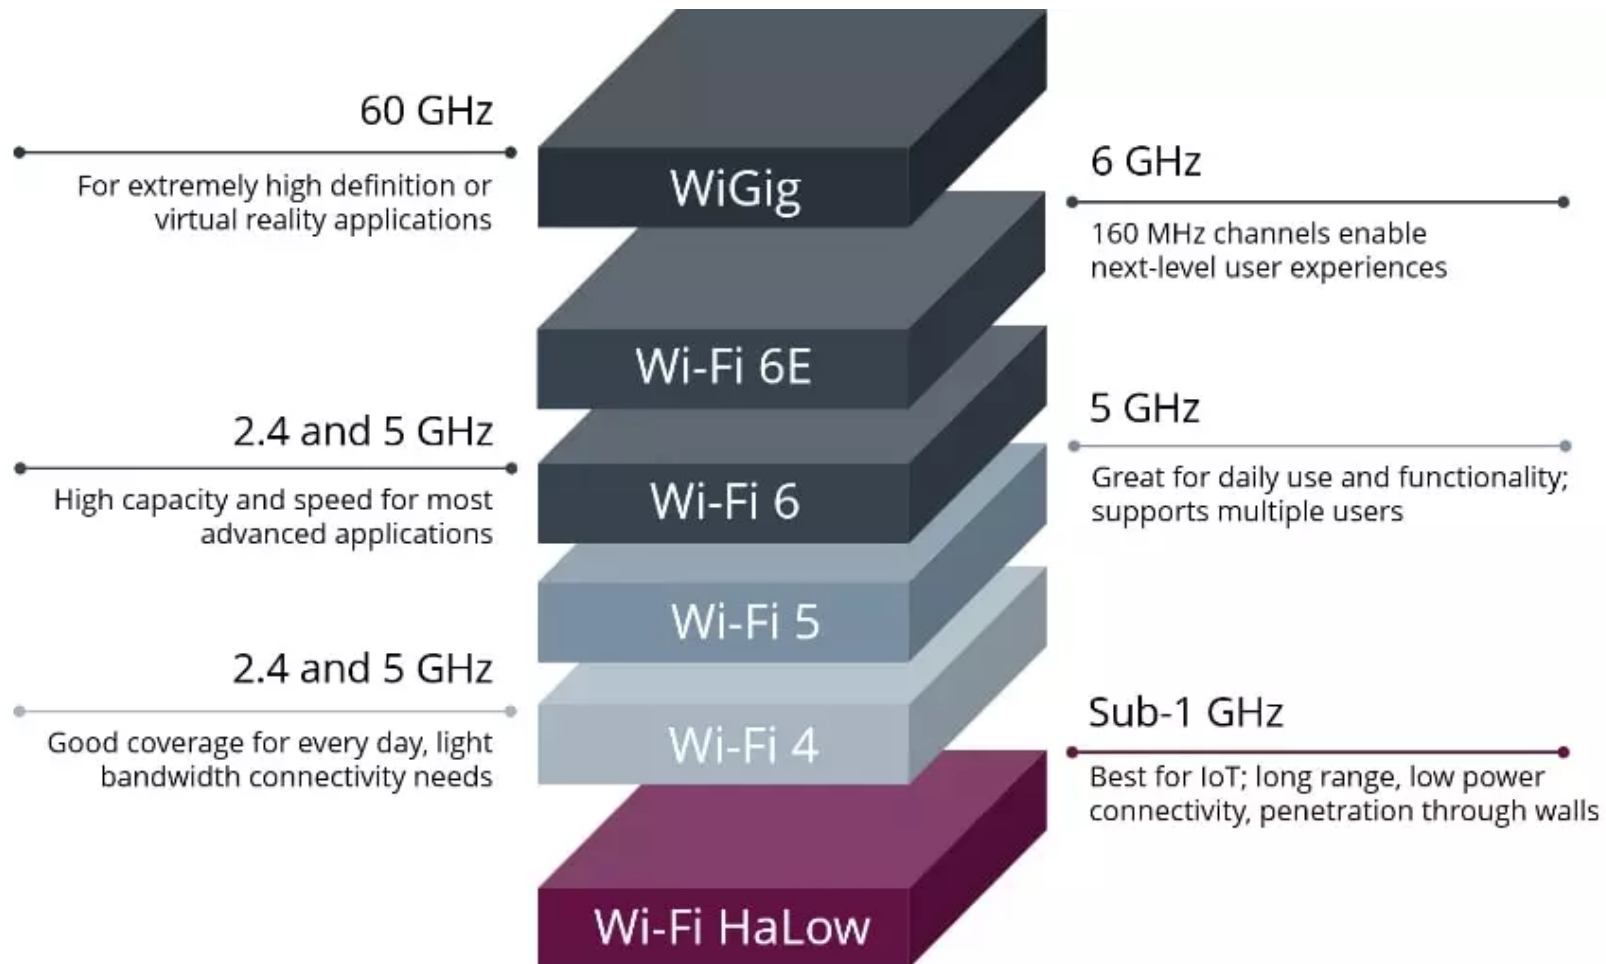 60 GHz
For extremely high definition or
virtual reality applications
WiGig
6 GHz
160 MHz channels enable
next-level user experiences
Wi-Fi 6E
2.4 and 5 GHz
High capacity and speed for most
advanced applications
Wi-Fi 6
5 GHz
Great for daily use and functionality;
supports multiple users
Wi-Fi 5
2.4 and 5 GHz
Good coverage for every day, light
bandwidth connectivity needs
Wi-Fi 4
Sub-1 GHz
Best for IoT; long range, low power
connectivity, penetration through walls
Wi-Fi HaLow